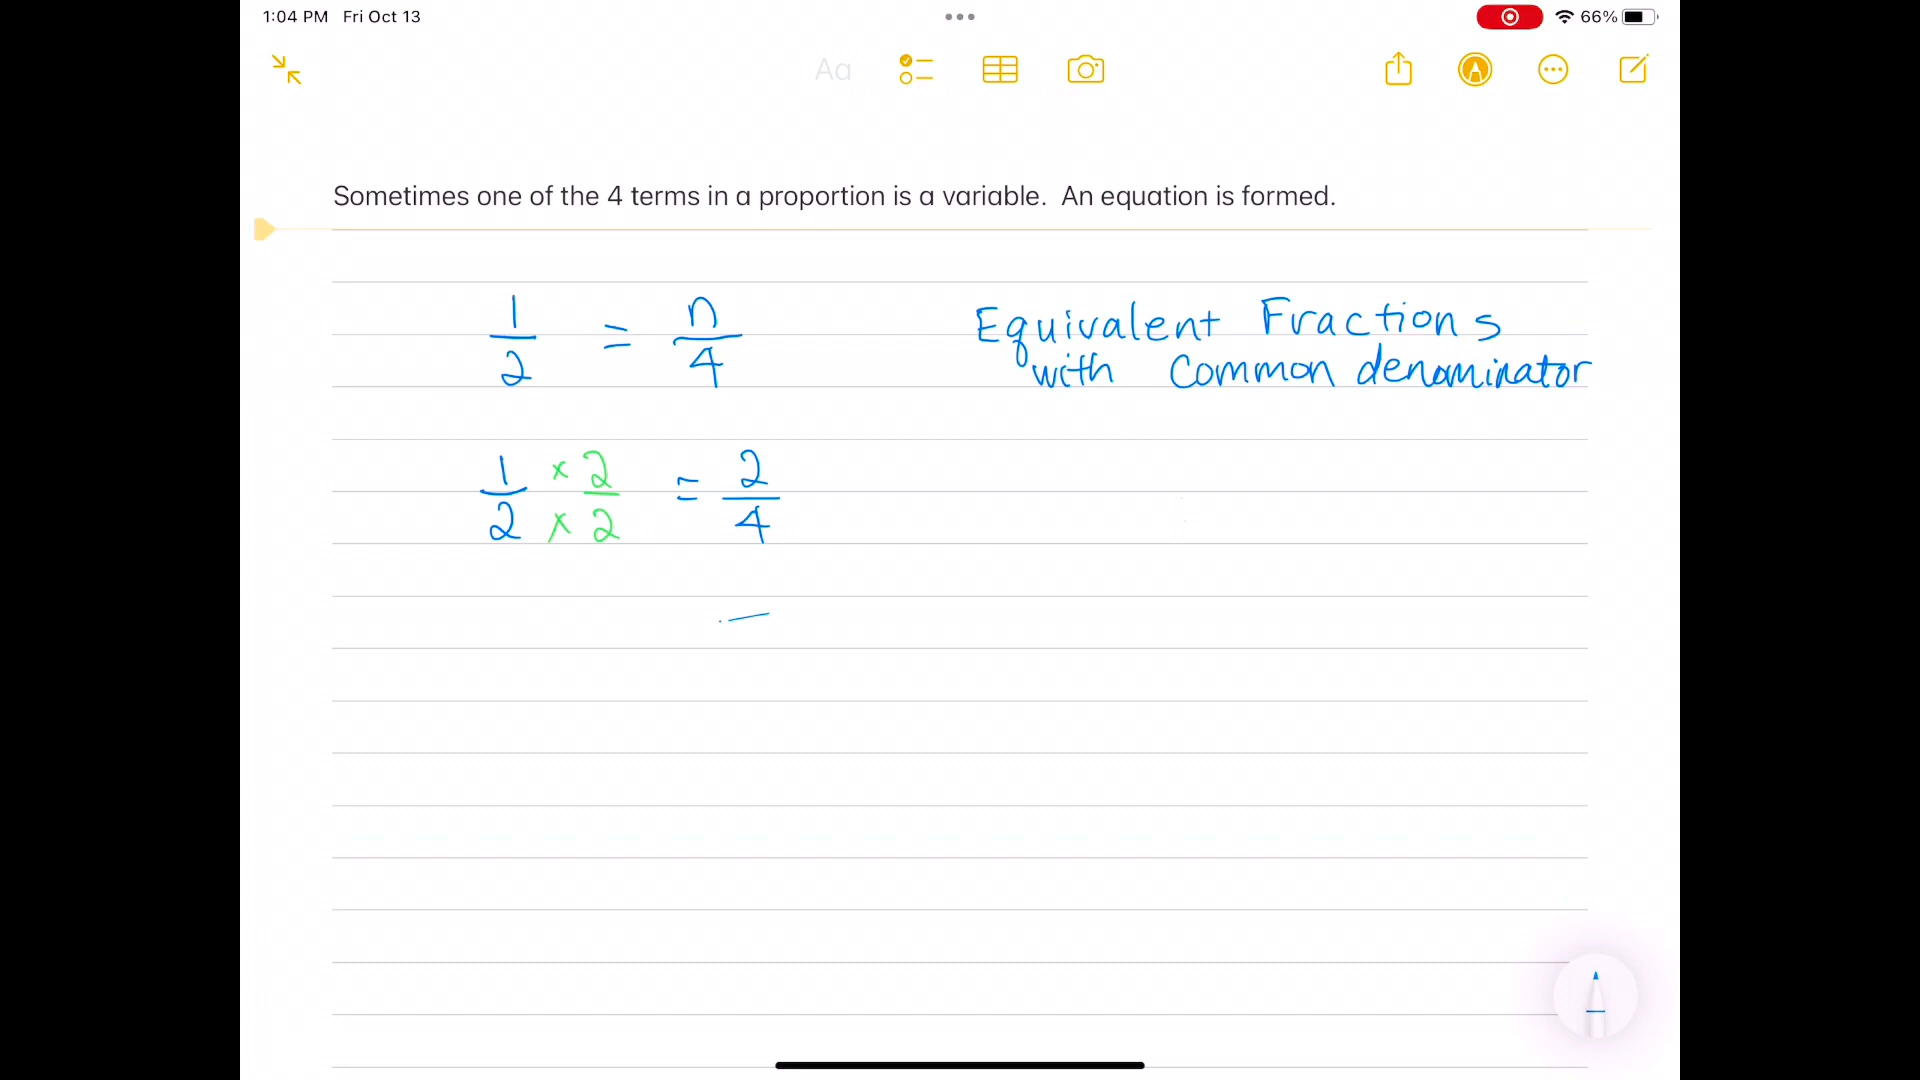 1:04 PM Fri Oct 13
66%
Aa
Sometimes one of the 4 terms in a proportion is a variable. An equation is formed.
1/2 = n/4
Equivalent Fractions
with Common denominator
1/2 × 2/× 2 = 2/4